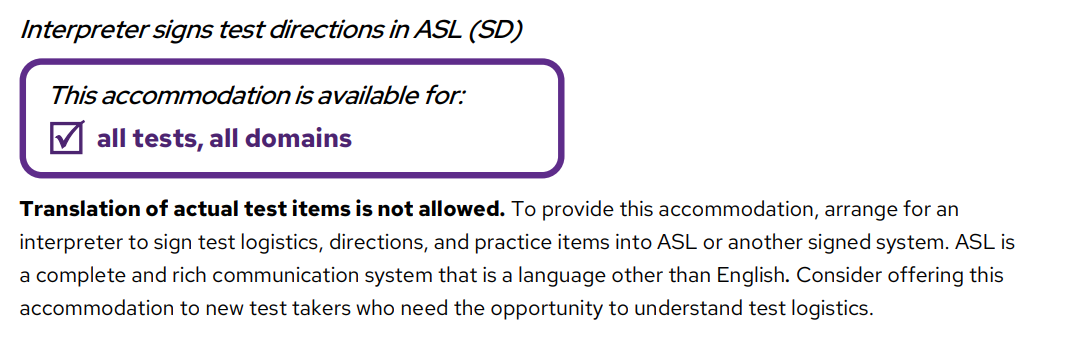 Interpreter signs test directions in ASL (SD)
This accommodation is available for:
all tests, all domains
Translation of actual test items is not allowed. To provide this accommodation, arrange for an
interpreter to sign test logistics, directions, and practice items into ASL or another signed system. ASL is
a complete and rich communication system that is a language other than English. Consider offering this
accommodation to new test takers who need the opportunity to understand test logistics.